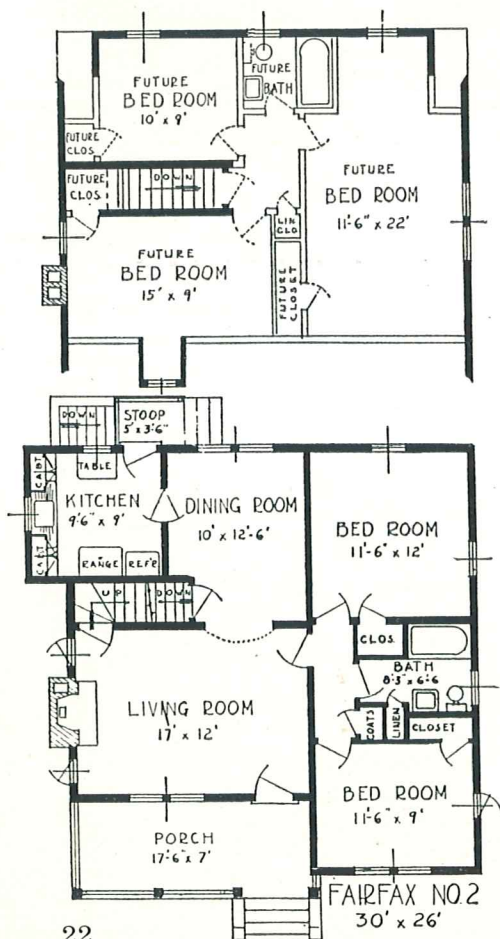 FUTURE
BED ROOM
10' x 9'
FUTURE
BATH
FUTURE
CLOS.
FUTURE
CLOS.
DOWN
FUTURE
BED ROOM
11'-6" x 22'
LIN.
CLO.
FUTURE
BED ROOM
15' x 9'
FUTURE
CLOSET
DOWN
STOOP
5' x 3'6"
TABLE
CABT
KITCHEN
9'6" x 9'
CABT
RANGE
REF'R
DINING ROOM
10' x 12'-6"
BED ROOM
11'-6" x 12'
UP
DOWN
CLOS.
BATH
8'-5" x 6'-6
LIVING ROOM
17' x 12'
COATS
LINEN
CLOSET
BED ROOM
11'-6" x 9'
PORCH
17'-6" x 7'
FAIRFAX NO. 2
30' x 26'
22